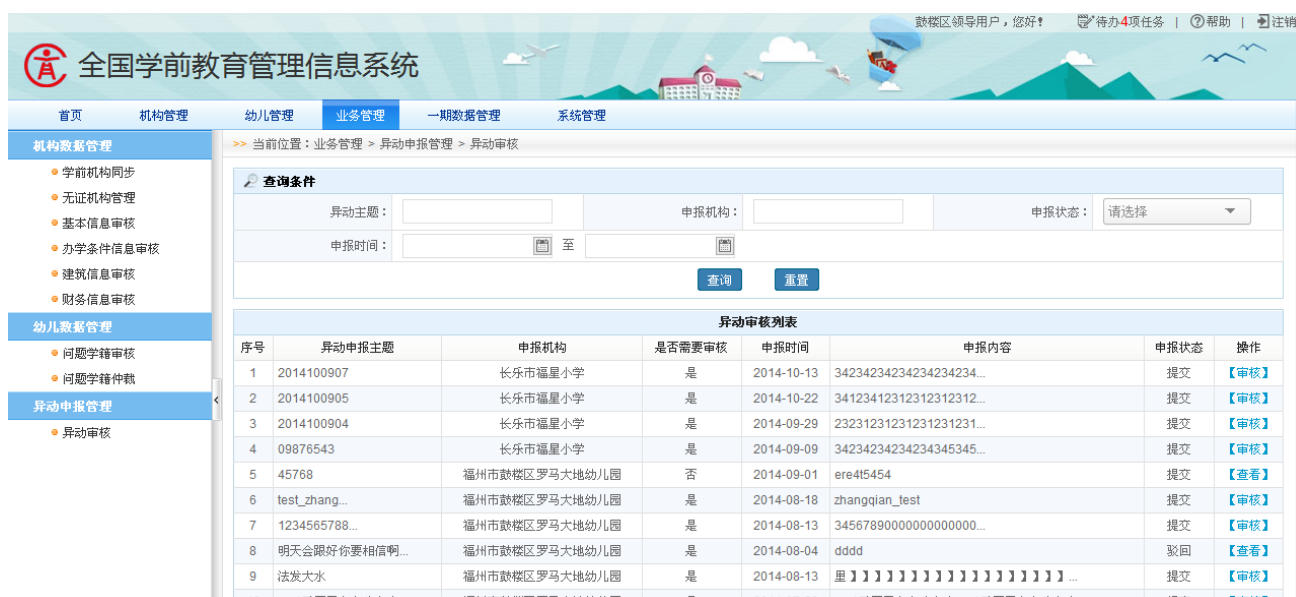 鼓楼区领导用户，您好！ 待办4项任务 | 帮助 | 注销
全国学前教育管理信息系统
首页 机构管理 幼儿管理 业务管理 一期数据管理 系统管理
机构数据管理
学前机构同步
无证机构管理
基本信息审核
办学条件信息审核
建筑信息审核
财务信息审核
幼儿数据管理
问题学籍审核
问题学籍仲裁
异动申报管理
异动审核
>> 当前位置：业务管理 > 异动申报管理 > 异动审核
查询条件
异动主题： 申报机构： 申报状态： 请选择
申报时间： 至
查询 重置
异动审核列表
序号 异动申报主题 申报机构 是否需要审核 申报时间 申报内容 申报状态 操作
1 2014100907 长乐市福星小学 是 2014-10-13 34234234234234234234... 提交 【审核】
2 2014100905 长乐市福星小学 是 2014-10-22 34123412312312312312... 提交 【审核】
3 2014100904 长乐市福星小学 是 2014-09-29 23231231231231231231... 提交 【审核】
4 09876543 长乐市福星小学 是 2014-09-09 34234234234234345345... 提交 【审核】
5 45768 福州市鼓楼区罗马大地幼儿园 否 2014-09-01 ere4t5454 提交 【查看】
6 test_zhang... 福州市鼓楼区罗马大地幼儿园 是 2014-08-18 zhangqian_test 提交 【审核】
7 1234565788... 福州市鼓楼区罗马大地幼儿园 是 2014-08-13 34567890000000000000... 提交 【审核】
8 明天会跟好你要相信啊... 福州市鼓楼区罗马大地幼儿园 是 2014-08-04 dddd 驳回 【查看】
9 法发大水 福州市鼓楼区罗马大地幼儿园 是 2014-08-13 里】】】】】】】】】】】】】】】】】】】... 提交 【审核】